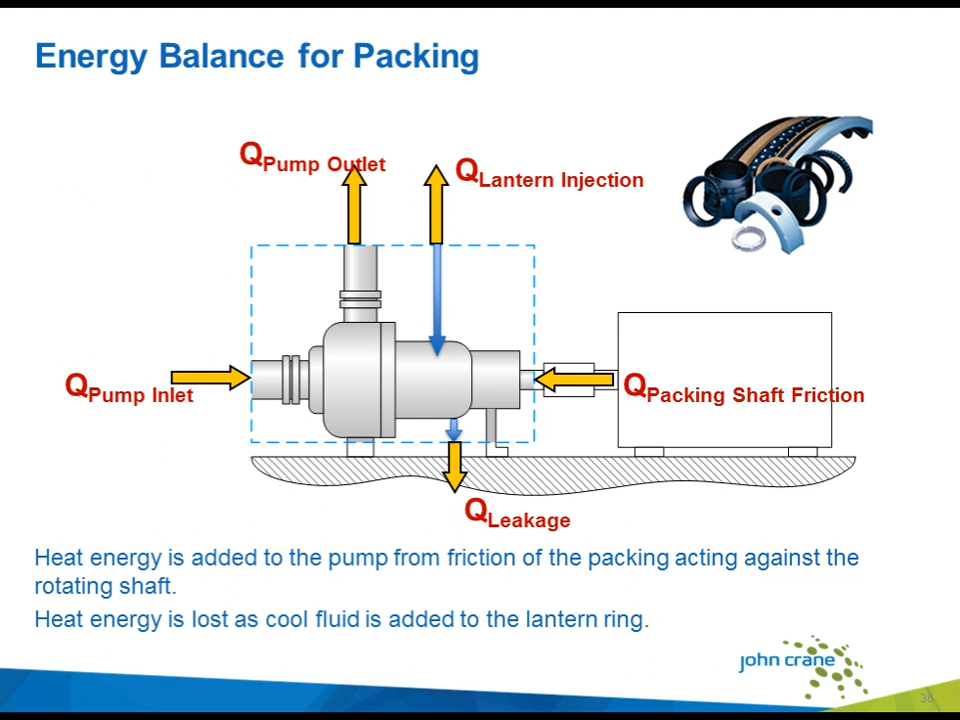 Energy Balance for Packing
QPump Outlet
QLantern Injection
QPump Inlet
QPacking Shaft Friction
QLeakage
Heat energy is added to the pump from friction of the packing acting against the
rotating shaft.
Heat energy is lost as cool fluid is added to the lantern ring.
john crane